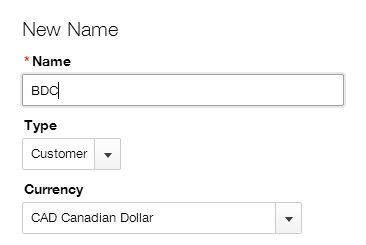 New Name
* Name
BDC
Type
Customer
Currency
CAD Canadian Dollar